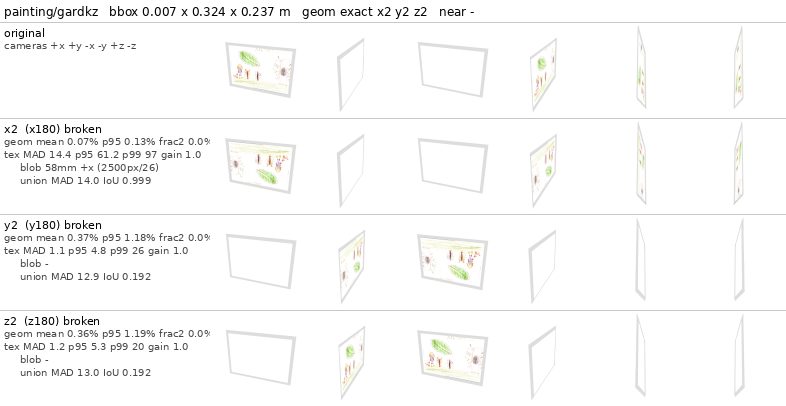 painting/gardkz bbox 0.007 x 0.324 x 0.237 m geom exact x2 y2 z2 near -
original
cameras +x +y -x -y +z -z
x2 (x180) broken
geom mean 0.07% p95 0.13% frac2 0.0%
tex MAD 14.4 p95 61.2 p99 97 gain 1.0
blob 58mm +x (2500px/26)
union MAD 14.0 IoU 0.999
y2 (y180) broken
geom mean 0.37% p95 1.18% frac2 0.0%
tex MAD 1.1 p95 4.8 p99 26 gain 1.0
blob -
union MAD 12.9 IoU 0.192
z2 (z180) broken
geom mean 0.36% p95 1.19% frac2 0.0%
tex MAD 1.2 p95 5.3 p99 20 gain 1.0
blob -
union MAD 13.0 IoU 0.192